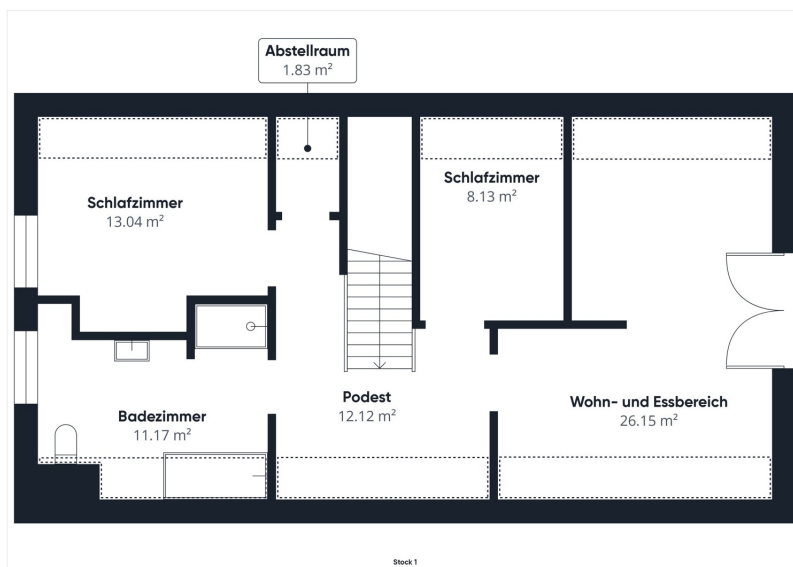 Abstellraum
1.83 m²
Schlafzimmer
13.04 m²
Schlafzimmer
8.13 m²
Podest
12.12 m²
Wohn- und Essbereich
26.15 m²
Badezimmer
11.17 m²
Stock 1